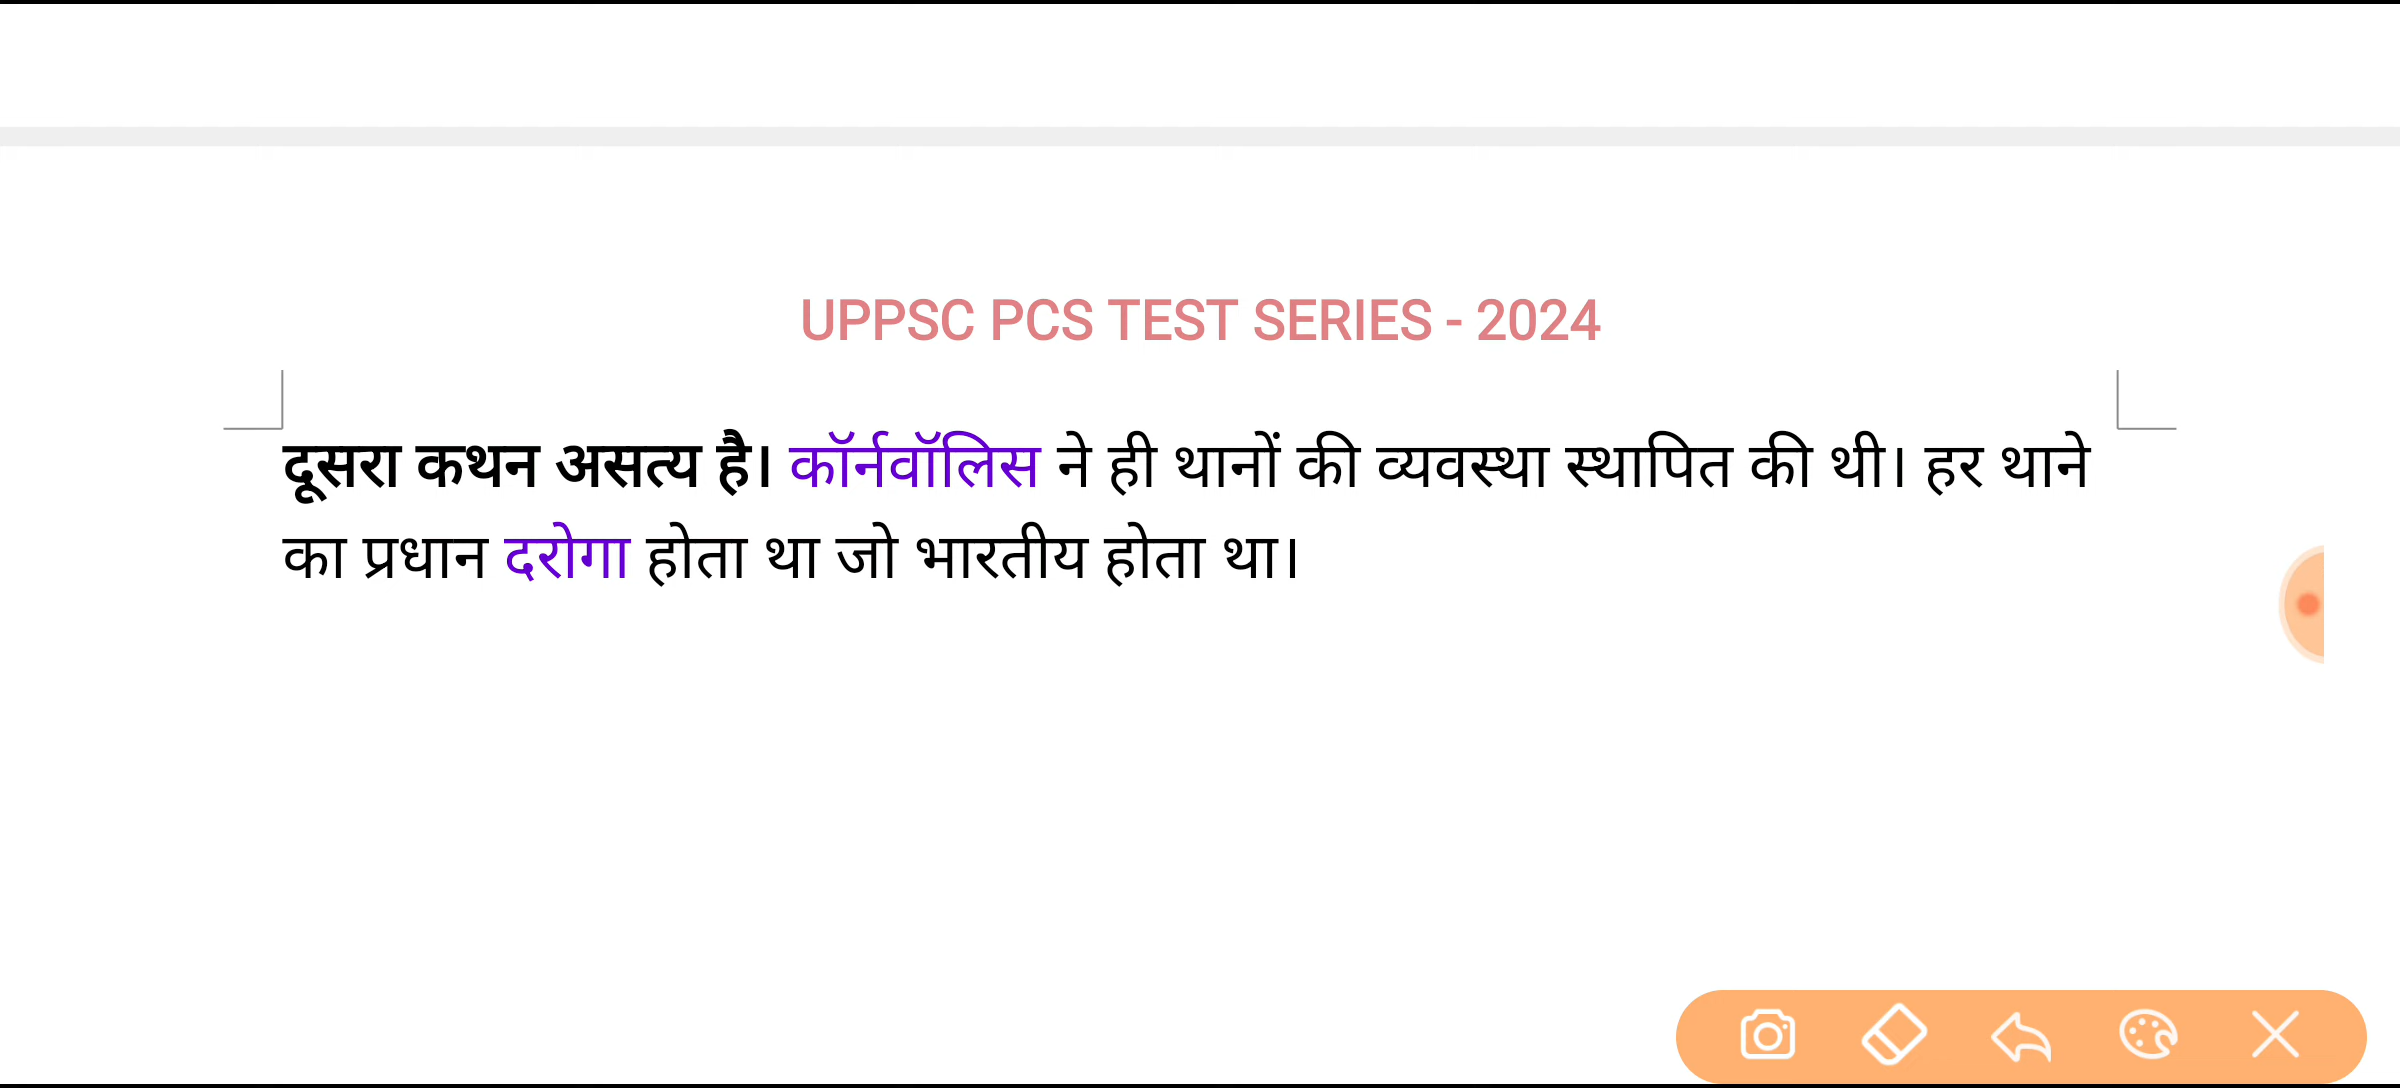 UPPSC PCS TEST SERIES - 2024
दूसरा कथन असत्य है। कॉर्नवॉलिस ने ही थानों की व्यवस्था स्थापित की थी। हर थाने
का प्रधान दरोगा होता था जो भारतीय होता था।